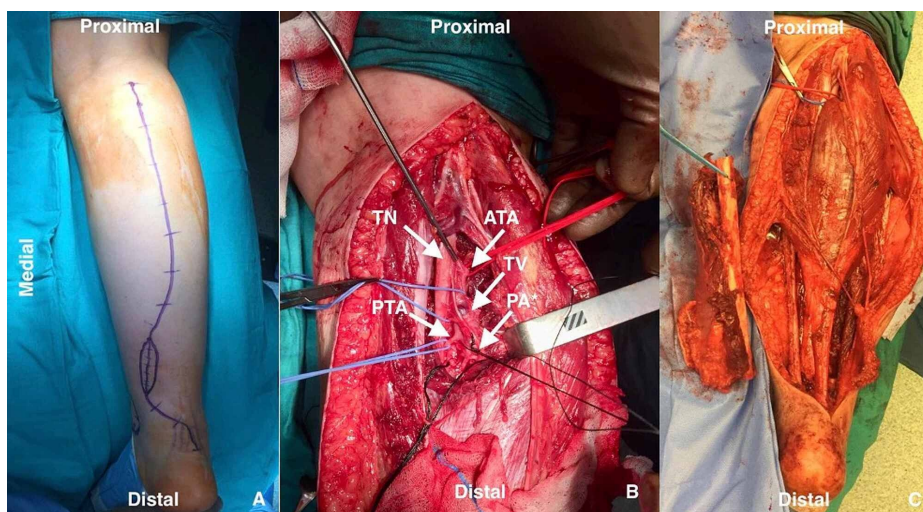 Proximal
Medial
Distal
A
Proximal
TN
ATA
TV
PTA
PA*
Distal
B
Proximal
Distal
C